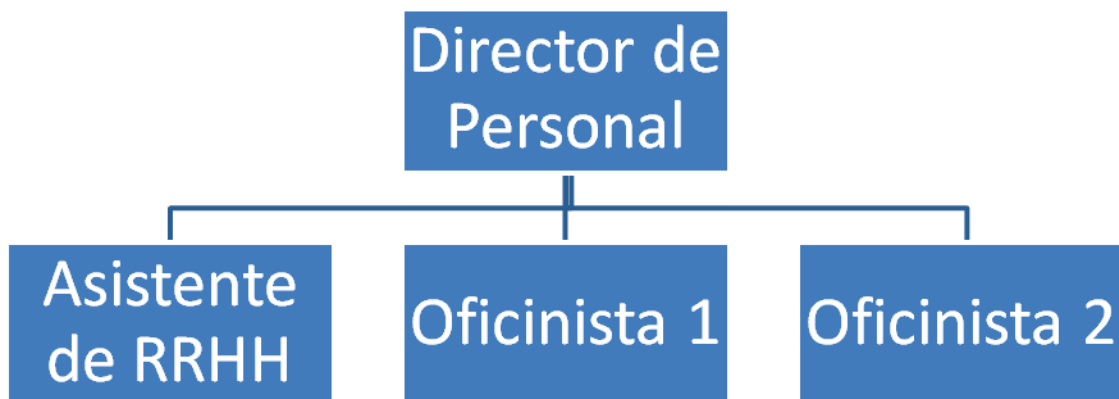 Director de
Personal
Asistente
de RRHH
Oficinista 1
Oficinista 2